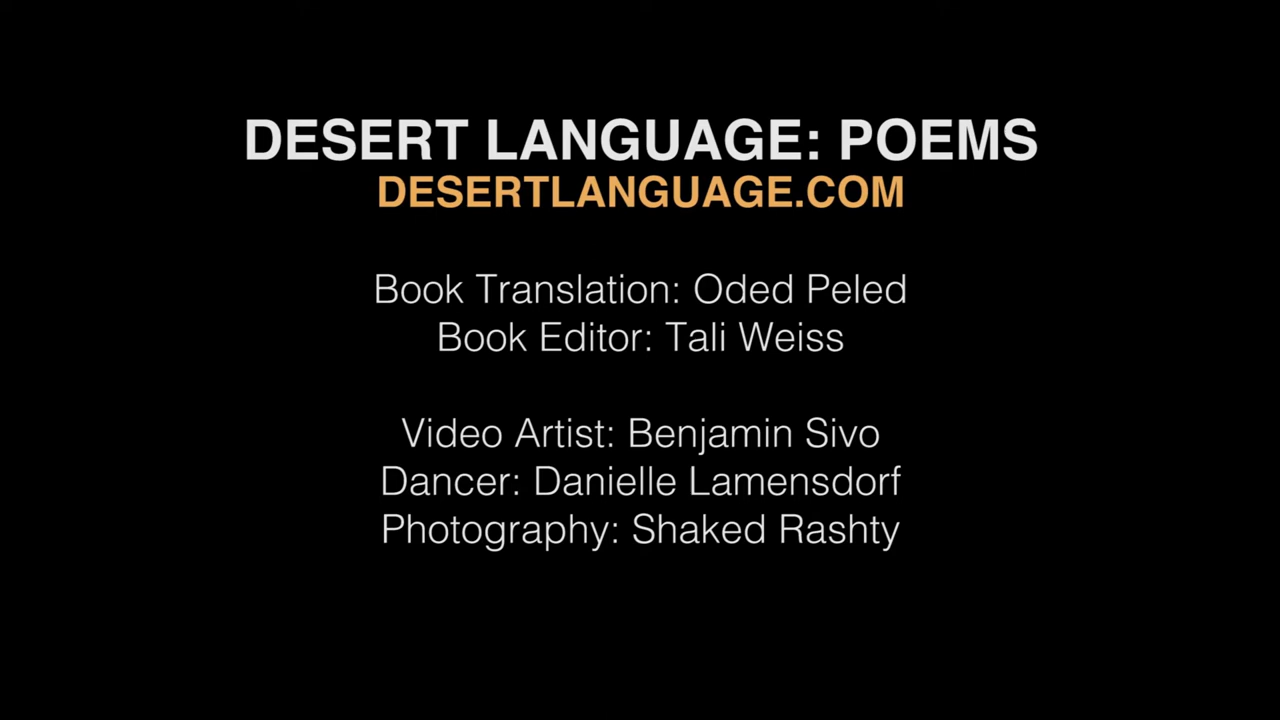 DESERT LANGUAGE: POEMS
DESERTLANGUAGE.COM
Book Translation: Oded Peled
Book Editor: Tali Weiss
Video Artist: Benjamin Sivo
Dancer: Danielle Lamensdorf
Photography: Shaked Rashty